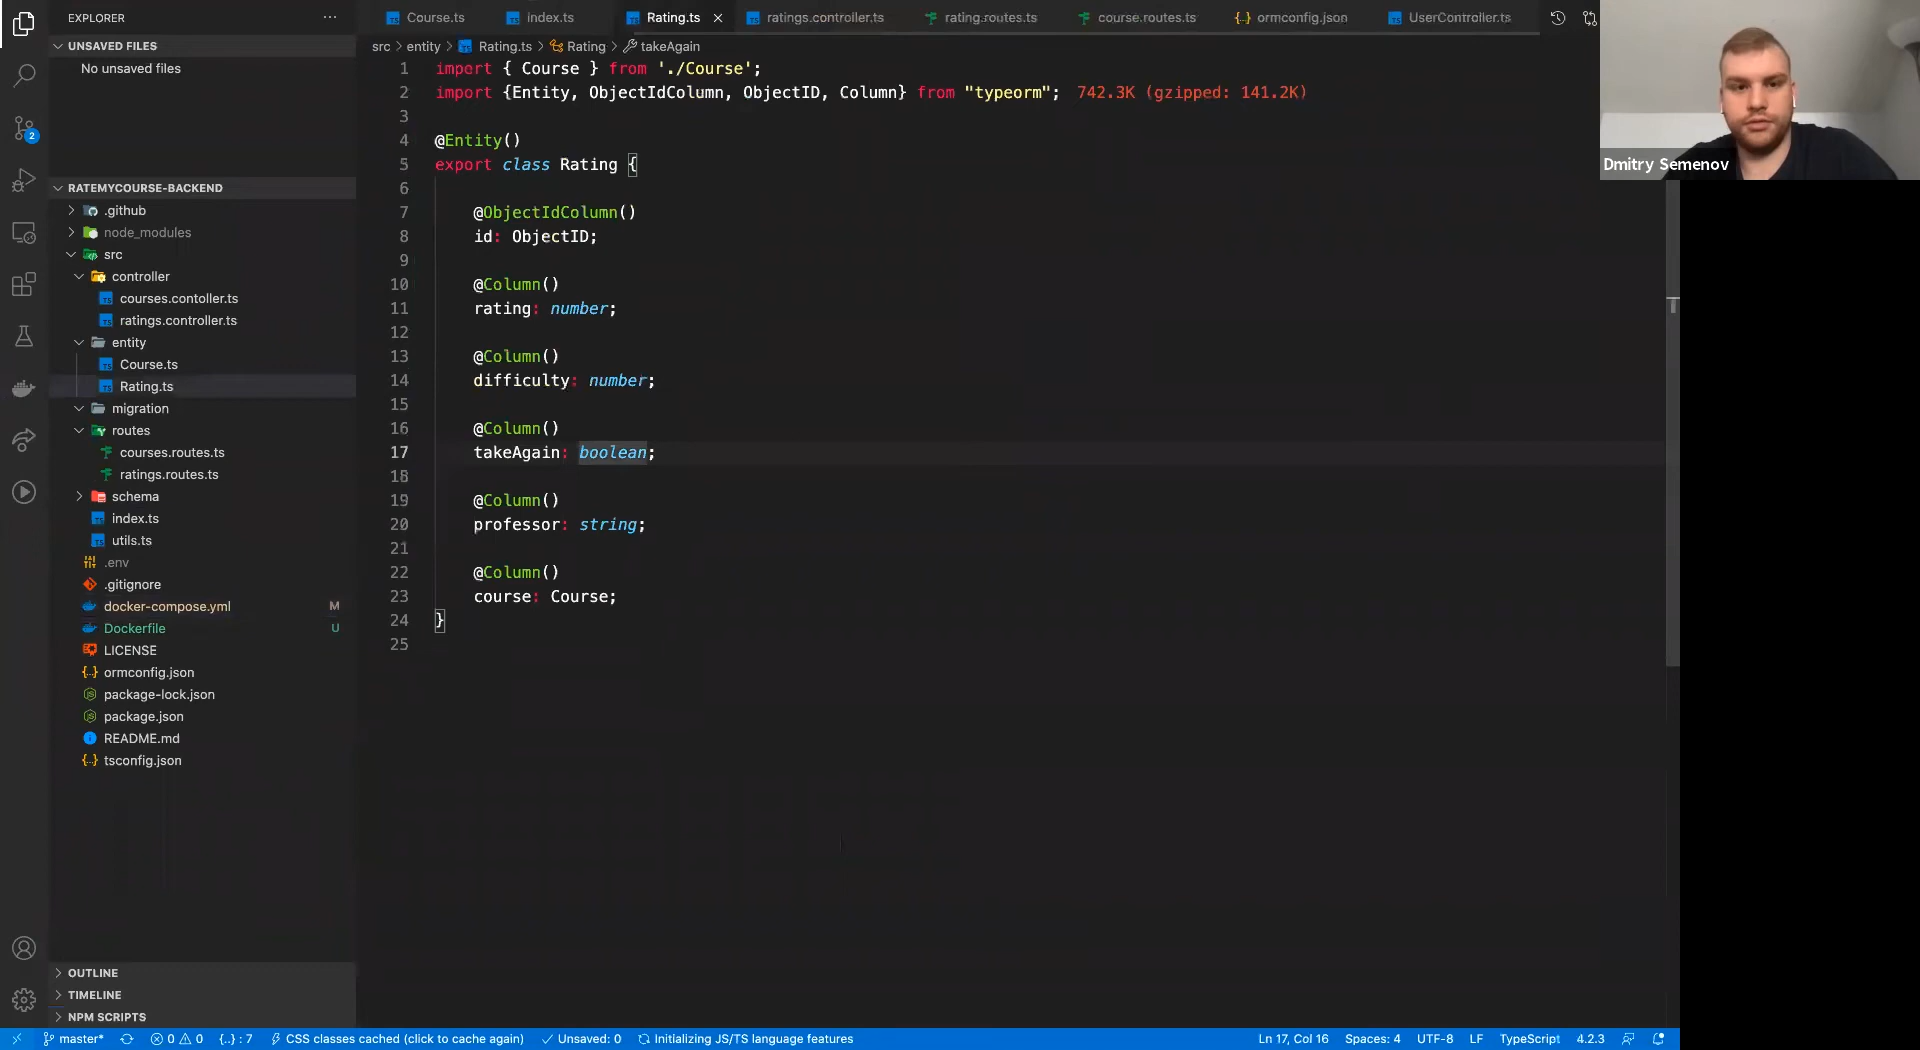 EXPLORER
UNSAVED FILES
No unsaved files
RATEMYCOURSE-BACKEND
.github
node_modules
src
controller
courses.contoller.ts
ratings.controller.ts
entity
Course.ts
Rating.ts
migration
routes
courses.routes.ts
ratings.routes.ts
schema
index.ts
utils.ts
.env
.gitignore
docker-compose.yml M
Dockerfile U
LICENSE
ormconfig.json
package-lock.json
package.json
README.md
tsconfig.json
OUTLINE
TIMELINE
NPM SCRIPTS
2
Course.ts index.ts Rating.ts ratings.controller.ts rating.routes.ts course.routes.ts ormconfig.json UserController.ts
src > entity > Rating.ts > Rating > takeAgain
1 import { Course } from './Course';
2 import {Entity, ObjectIdColumn, ObjectID, Column} from "typeorm"; 742.3K (gzipped: 141.2K)
3
4 @Entity()
5 export class Rating {
6
7 @ObjectIdColumn()
8 id: ObjectID;
9
10 @Column()
11 rating: number;
12
13 @Column()
14 difficulty: number;
15
16 @Column()
17 takeAgain: boolean;
18
19 @Column()
20 professor: string;
21
22 @Column()
23 course: Course;
24 }
25
Dmitry Semenov
master* 0 0 {..} : 7 CSS classes cached (click to cache again) Unsaved: 0 Initializing JS/TS language features Ln 17, Col 16 Spaces: 4 UTF-8 LF TypeScript 4.2.3